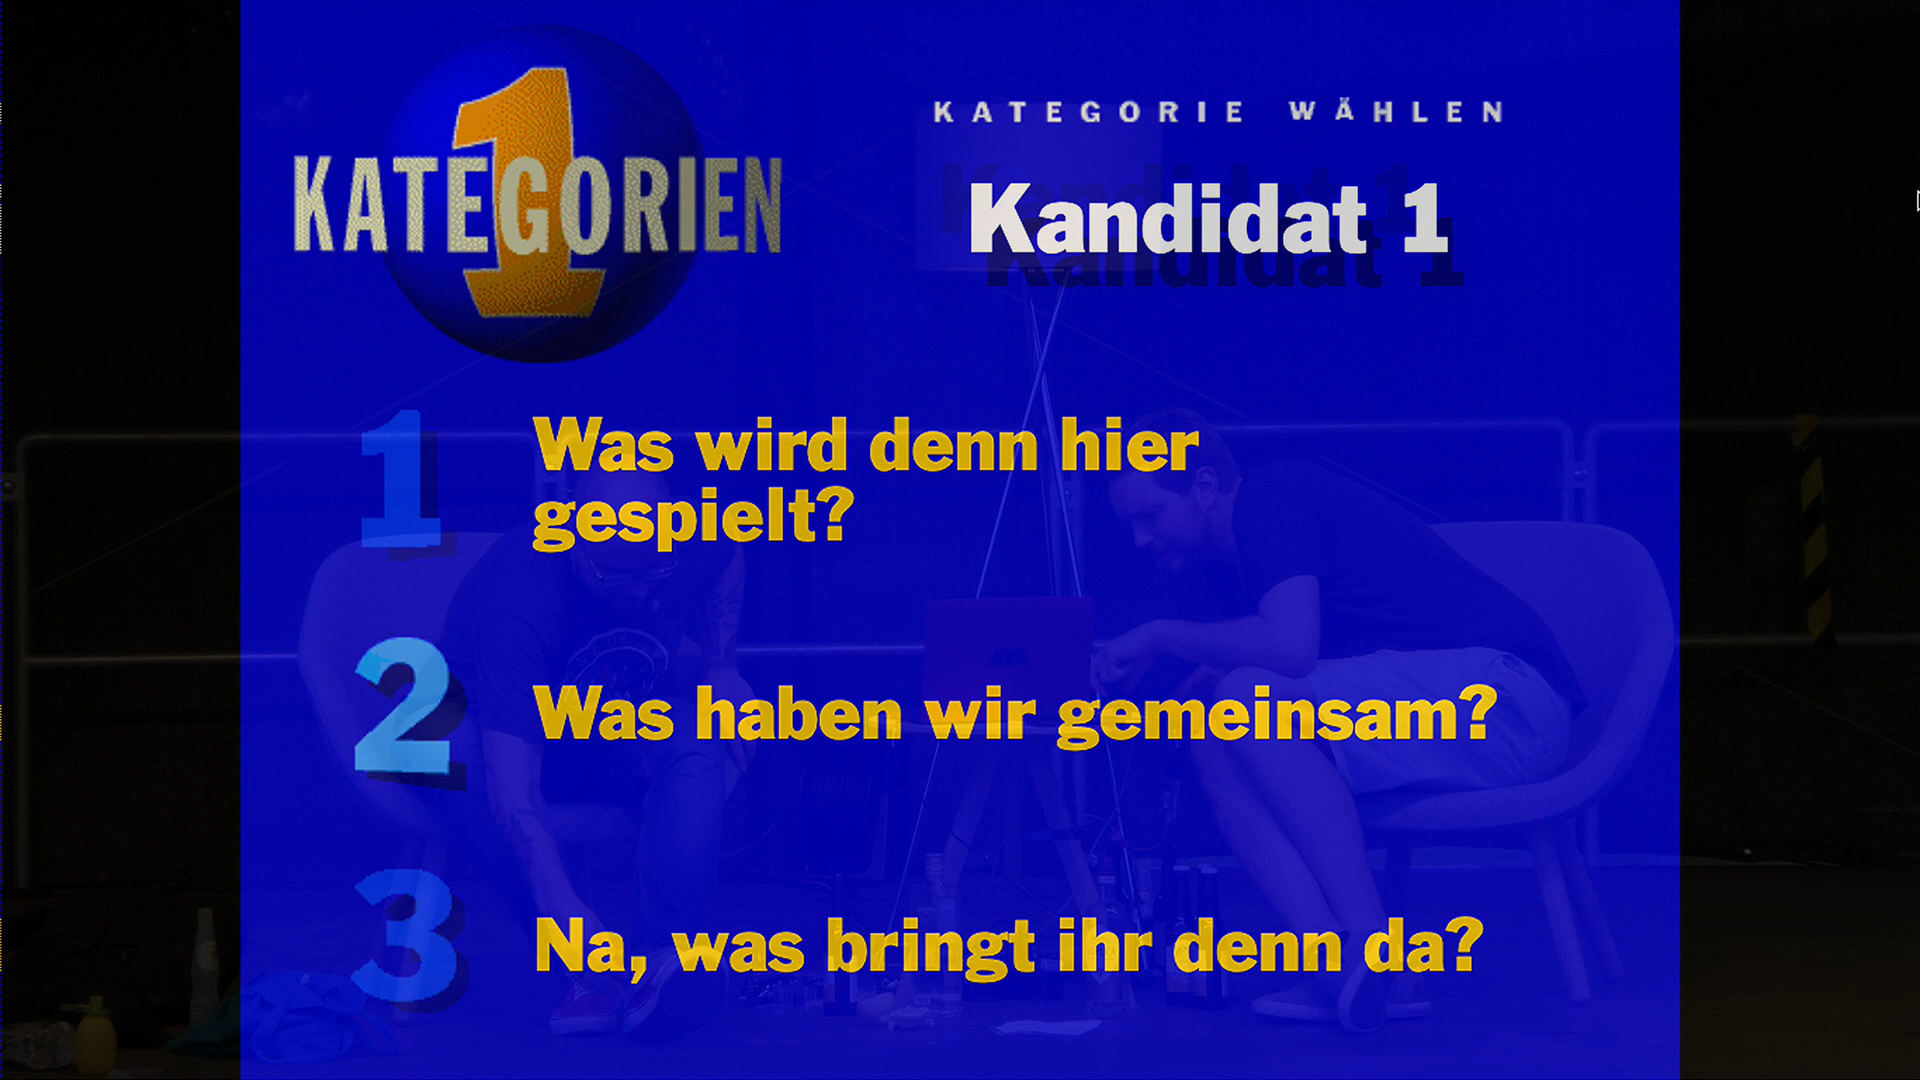 1
KATEGORIEN
KATEGORIE WÄHLEN
Kandidat 1
1
Was wird denn hier
gespielt?
2
Was haben wir gemeinsam?
3
Na, was bringt ihr denn da?